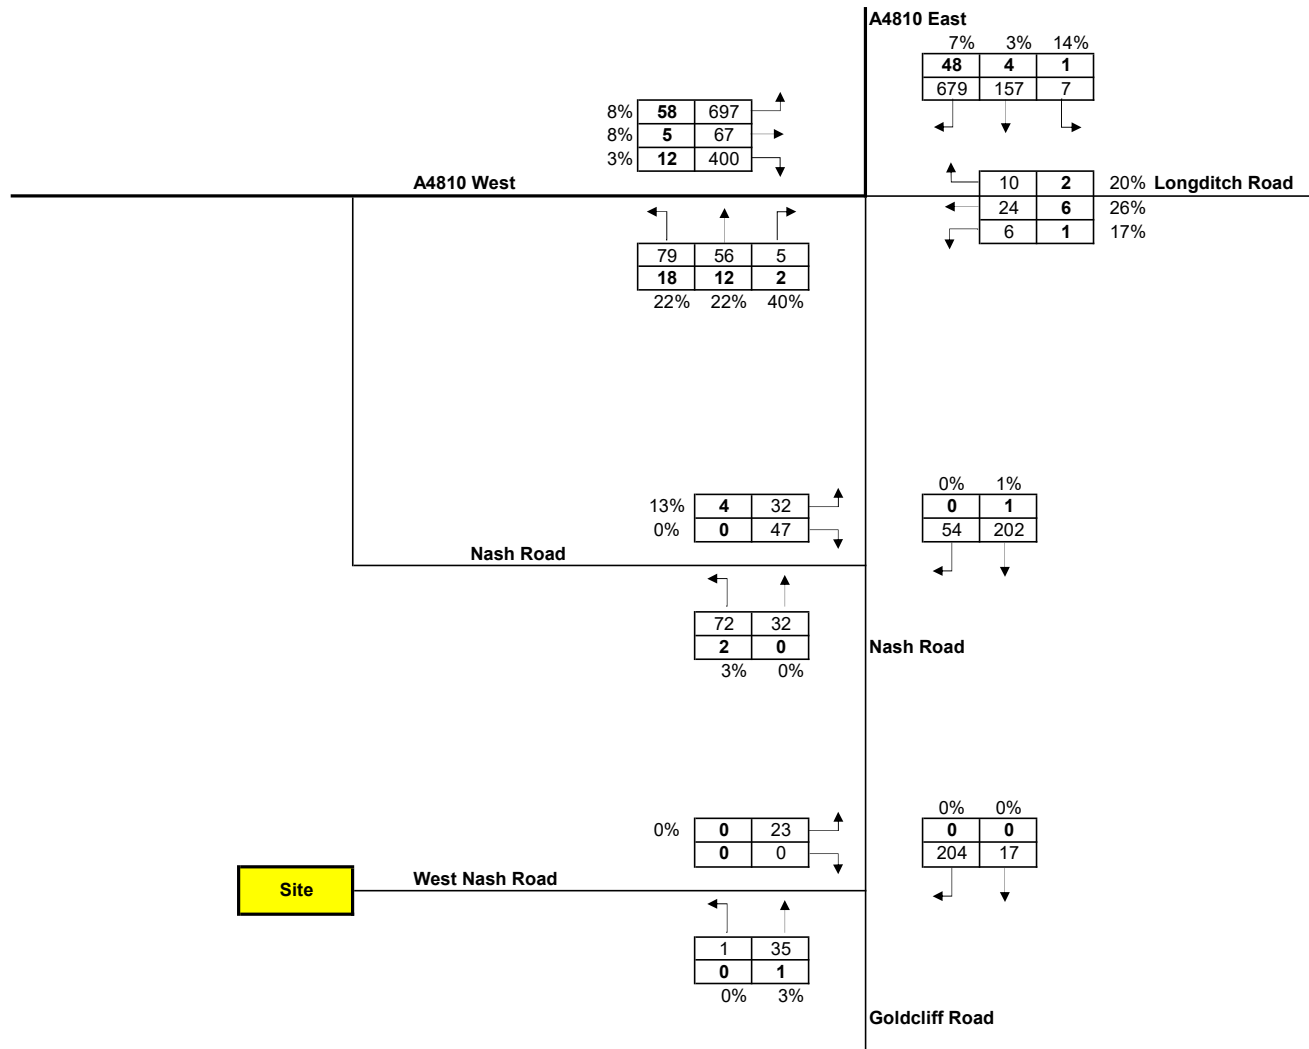 A4810 East
7% 3% 14%
48 4 1
679 157 7
8% 58 697
8% 5 67
3% 12 400
A4810 West
10 2 20% Longditch Road
24 6 26%
6 1 17%
79 56 5
18 12 2
22% 22% 40%
0% 1%
13% 4 32
0 1
0% 0 47
54 202
Nash Road
72 32
2 0
Nash Road
3% 0%
0% 0%
0% 0 23
0 0
0 0
204 17
West Nash Road
Site
1 35
0 1
0% 3%
Goldcliff Road